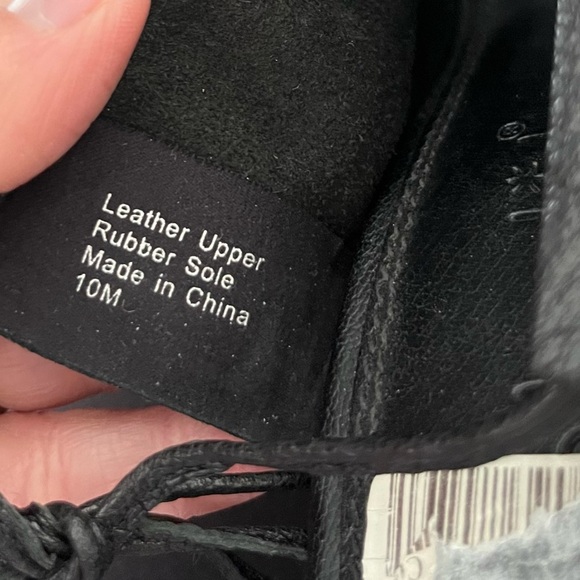 Leather Upper
Rubber Sole
Made in China
10M
®